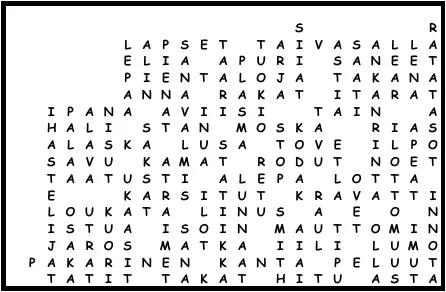 S R
LAPSET TAIVASALLA
ELIA APURI SANEET
PIENTALOJA TAKANA
ANNA RAKAT ITARAT
IPANA AVIISI TAIN A
HALI STAN MOSKA RIAS
ALASKA LUSA TOVE ILPO
SAVU KAMAT RODUT NOET
TAATUSTI ALEPA LOTTA
E KARSITUT KRAVATTI
LOUKATA LINUS A E O N
ISTUA ISOIN MAUTTOMIN
JAROS MATKA IILI LUMO
PAKARINEN KANTA PELUUT
TATIT TAKAT HITU ASTA